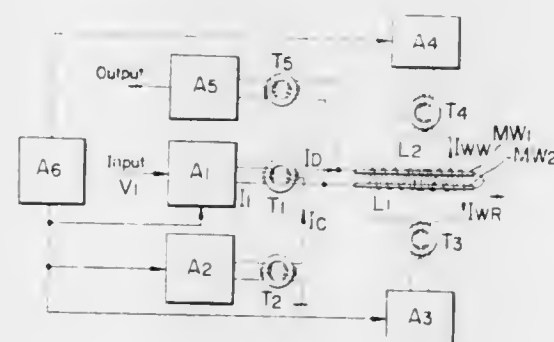 A4
T5
Output
A5
T4
MW1
MW2
L2
IWW
A6
Input
V1
A1
ID
I1
T1
L1
IWR
IC
T3
A2
T2
A3